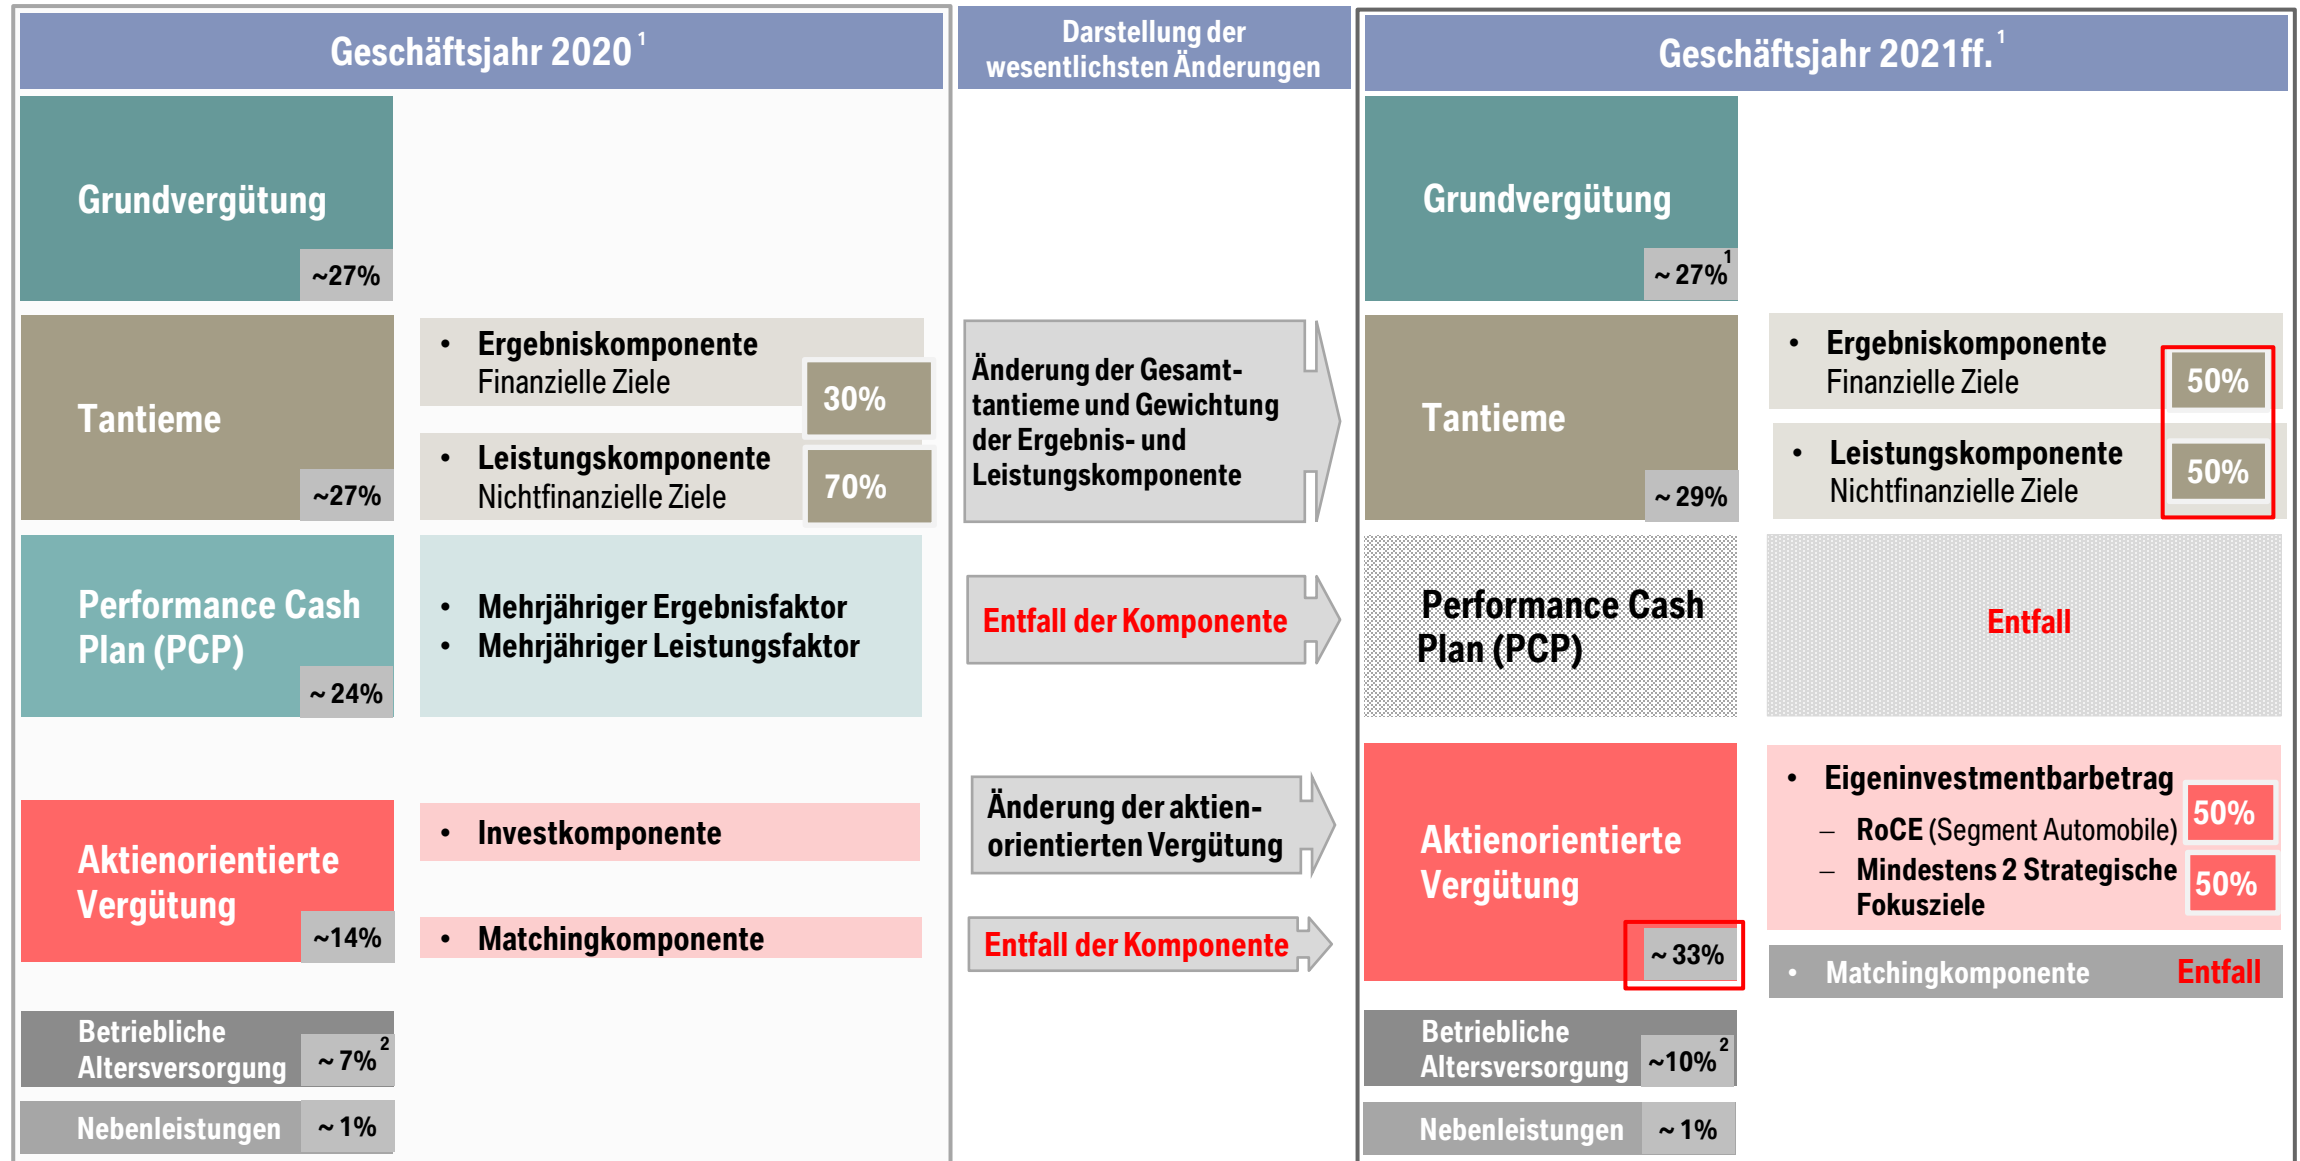 Geschäftsjahr 2020 1
Grundvergütung
~27%
Tantieme
~27%
• Ergebniskomponente
Finanzielle Ziele
30%
• Leistungskomponente
Nichtfinanzielle Ziele
70%
Performance Cash
Plan (PCP)
~ 24%
• Mehrjähriger Ergebnisfaktor
• Mehrjähriger Leistungsfaktor
Aktienorientierte
Vergütung
~14%
• Investkomponente
• Matchingkomponente
Betriebliche
Altersversorgung
~ 7% 2
Nebenleistungen
~ 1%
Darstellung der
wesentlichsten Änderungen
Änderung der Gesamt-
tantieme und Gewichtung
der Ergebnis- und
Leistungskomponente
Entfall der Komponente
Änderung der aktien-
orientierten Vergütung
Entfall der Komponente
Geschäftsjahr 2021ff. 1
Grundvergütung
~ 27% 1
Tantieme
~ 29%
• Ergebniskomponente
Finanzielle Ziele
50%
• Leistungskomponente
Nichtfinanzielle Ziele
50%
Performance Cash
Plan (PCP)
Entfall
Aktienorientierte
Vergütung
~ 33%
• Eigeninvestmentbarbetrag
– RoCE (Segment Automobile)
50%
– Mindestens 2 Strategische
Fokusziele
50%
• Matchingkomponente Entfall
Betriebliche
Altersversorgung
~10% 2
Nebenleistungen
~ 1%